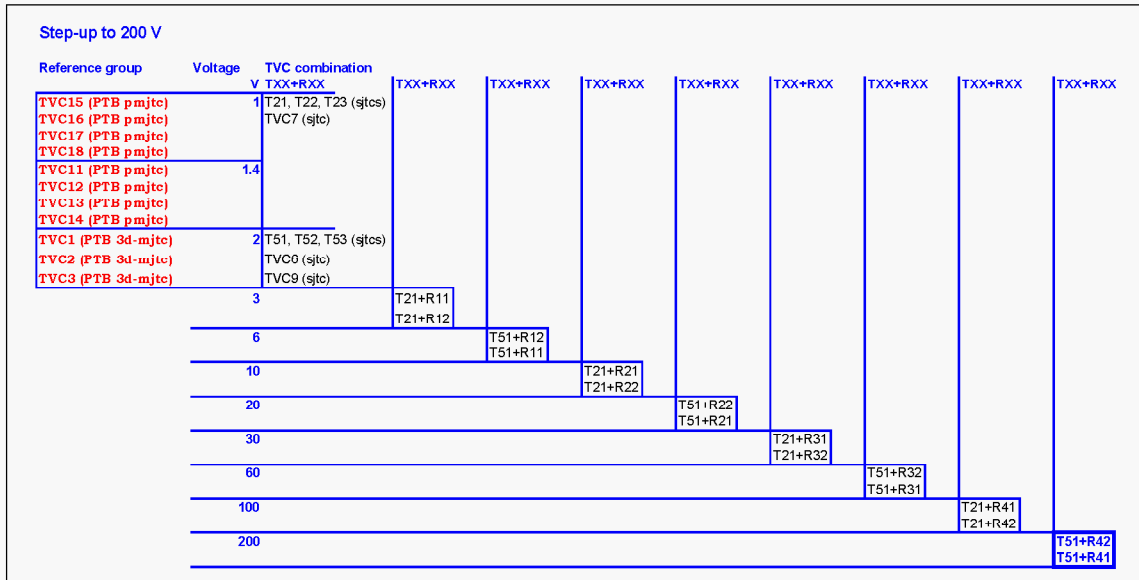 Step-up to 200 V
Reference group Voltage TVC combination
V TXX+RXX TXX+RXX TXX+RXX TXX+RXX TXX+RXX TXX+RXX TXX+RXX TXX+RXX TXX+RXX
TVC15 (PTB pmjtc) 1 T21, T22, T23 (sjtcs)
TVC16 (PTB pmjtc) TVC7 (sjtc)
TVC17 (PTB pmjtc)
TVC18 (PTB pmjtc)
TVC11 (PTB pmjtc) 1.4
TVC12 (PTB pmjtc)
TVC13 (PTB pmjtc)
TVC14 (PTB pmjtc)
TVC1 (PTB 3d-mjtc) 2 T51, T52, T53 (sjtcs)
TVC2 (PTB 3d-mjtc) TVC8 (sjtc)
TVC3 (PTB 3d-mjtc) TVC9 (sjtc)
3 T21+R11
T21+R12
6 T51+R12
T51+R11
10 T21+R21
T21+R22
20 T51+R22
T51+R21
30 T21+R31
T21+R32
60 T51+R32
T51+R31
100 T21+R41
T21+R42
200 T51+R42
T51+R41